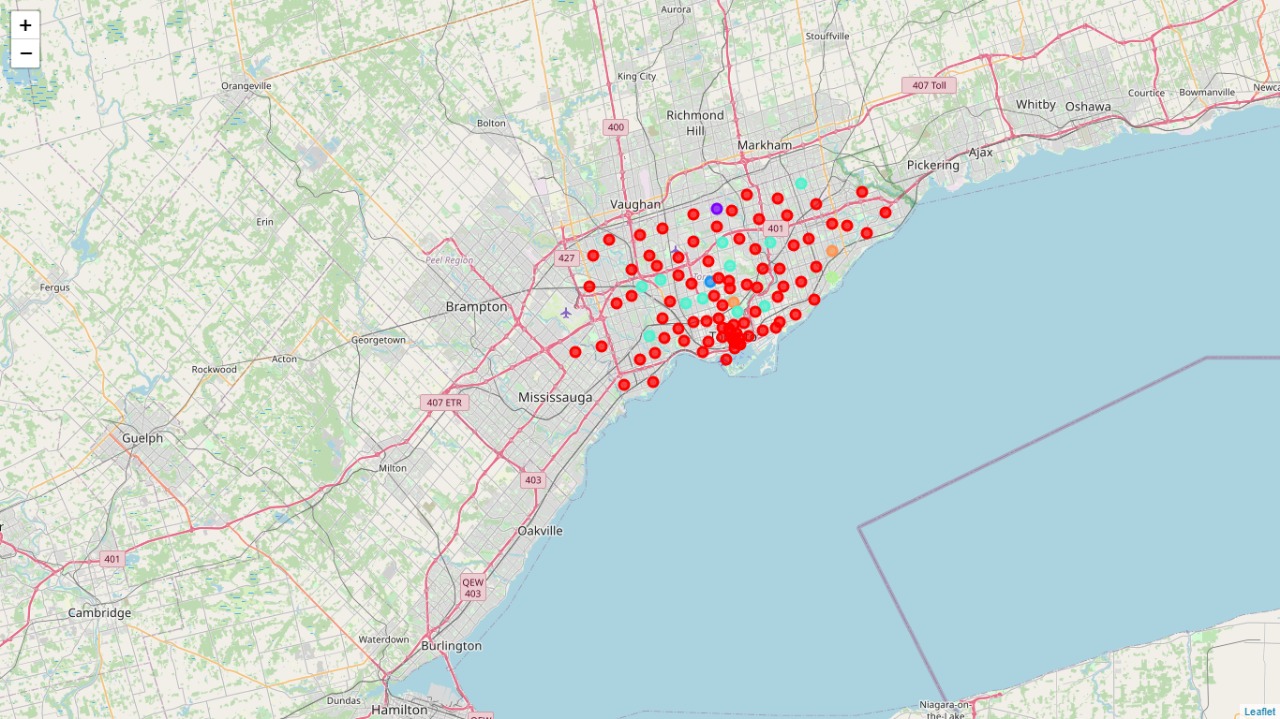 +
−
Aurora
Stouffville
King City
Orangeville
407 Toll
Courtice
Bowmanville
Whitby
Oshawa
Richmond
Hill
Bolton
400
Markham
Ajax
Pickering
Vaughan
Erin
401
427
Peel Region
Fergus
Brampton
Georgetown
Acton
Rockwood
Mississauga
407 ETR
Guelph
Milton
403
Oakville
401
QEW
403
Cambridge
Waterdown
Burlington
Dundas
Hamilton
Niagara-on-
the-Lake
Leaflet